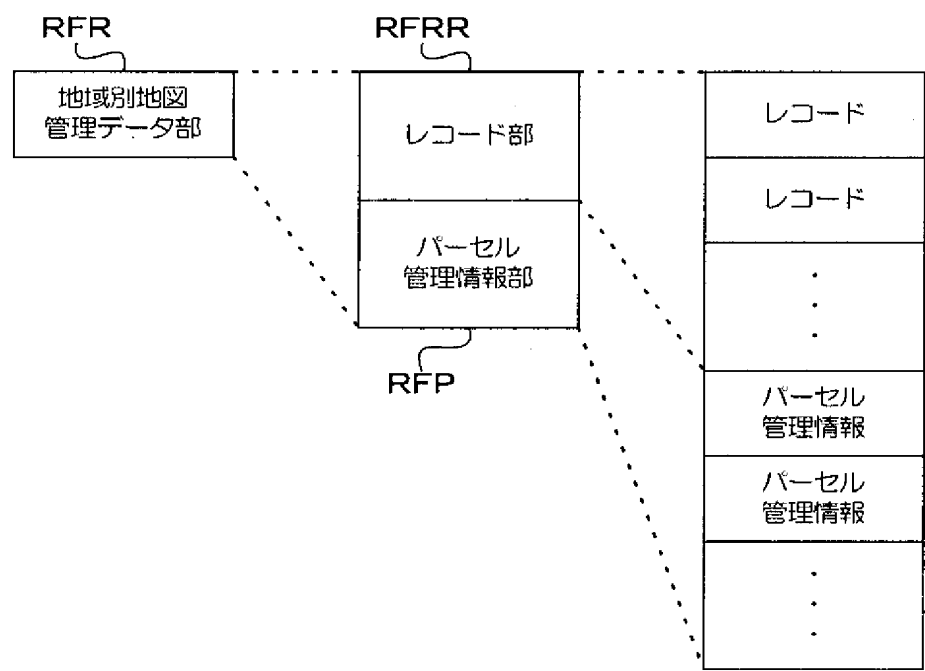 RFR
地域別地図
管理データ部
RFRR
レコード部
パーセル
管理情報部
RFP
レコード
レコード
パーセル
管理情報
パーセル
管理情報